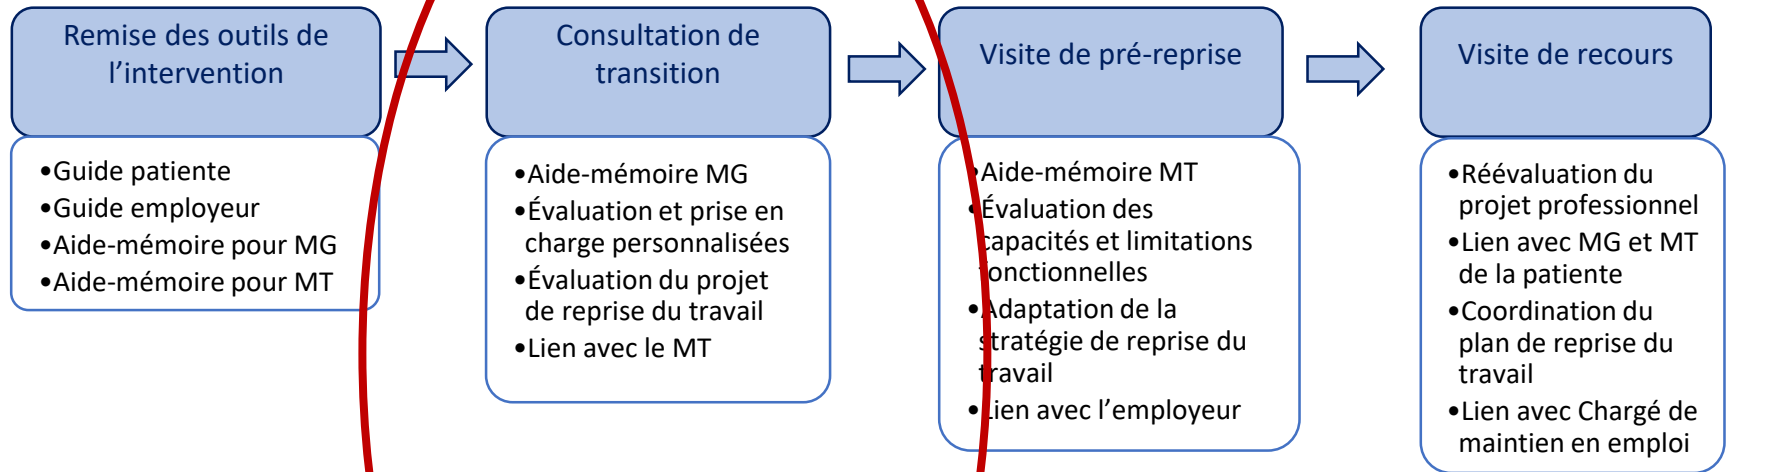 Remise des outils de
l’intervention
•Guide patiente
•Guide employeur
•Aide-mémoire pour MG
•Aide-mémoire pour MT
Consultation de
transition
•Aide-mémoire MG
•Évaluation et prise en
charge personnalisées
•Évaluation du projet
de reprise du travail
•Lien avec le MT
Visite de pré-reprise
•Aide-mémoire MT
•Évaluation des
capacités et limitations
fonctionnelles
•Adaptation de la
stratégie de reprise du
travail
•Lien avec l’employeur
Visite de recours
•Réévaluation du
projet professionnel
•Lien avec MG et MT
de la patiente
•Coordination du
plan de reprise du
travail
•Lien avec Chargé de
maintien en emploi